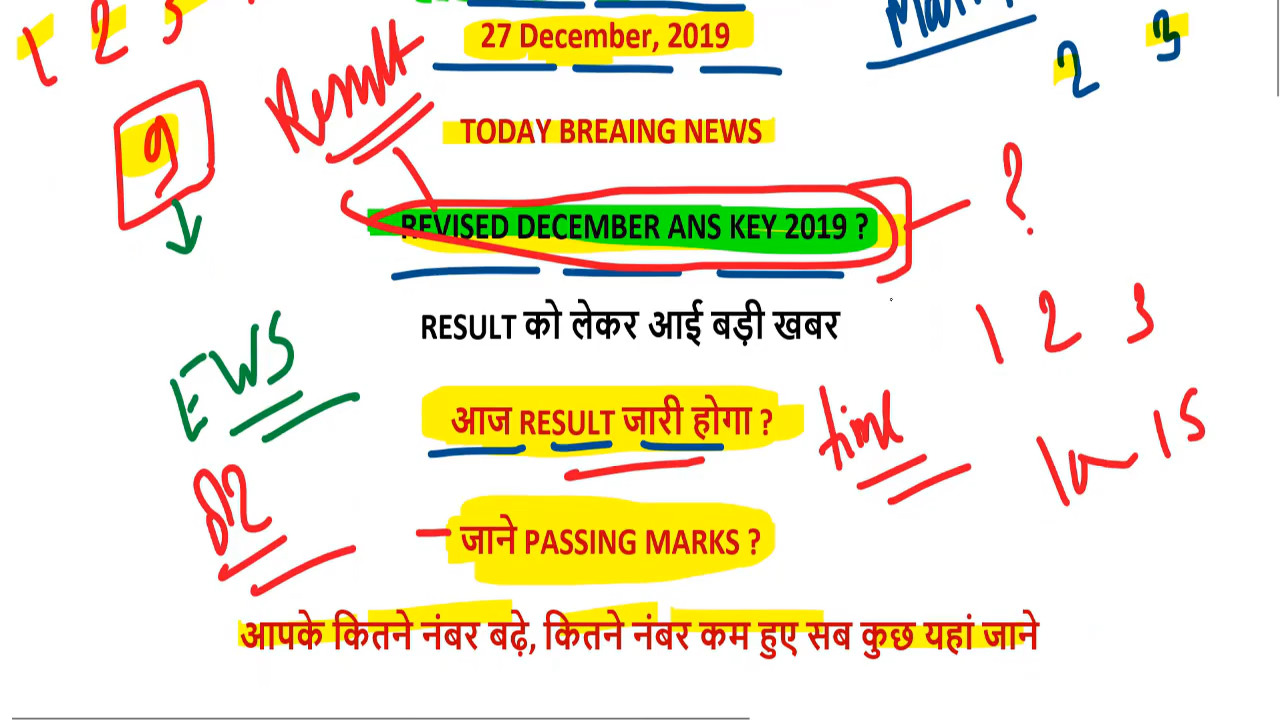 1 2 3
27 December, 2019
2 3
Result
9
TODAY BREAING NEWS
?
REVISED DECEMBER ANS KEY 2019 ?
1 2 3
RESULT को लेकर आई बड़ी खबर
EWS
आज RESULT जारी होगा ?
time
15
82
जाने PASSING MARKS ?
आपके कितने नंबर बढ़े, कितने नंबर कम हुए सब कुछ यहां जाने